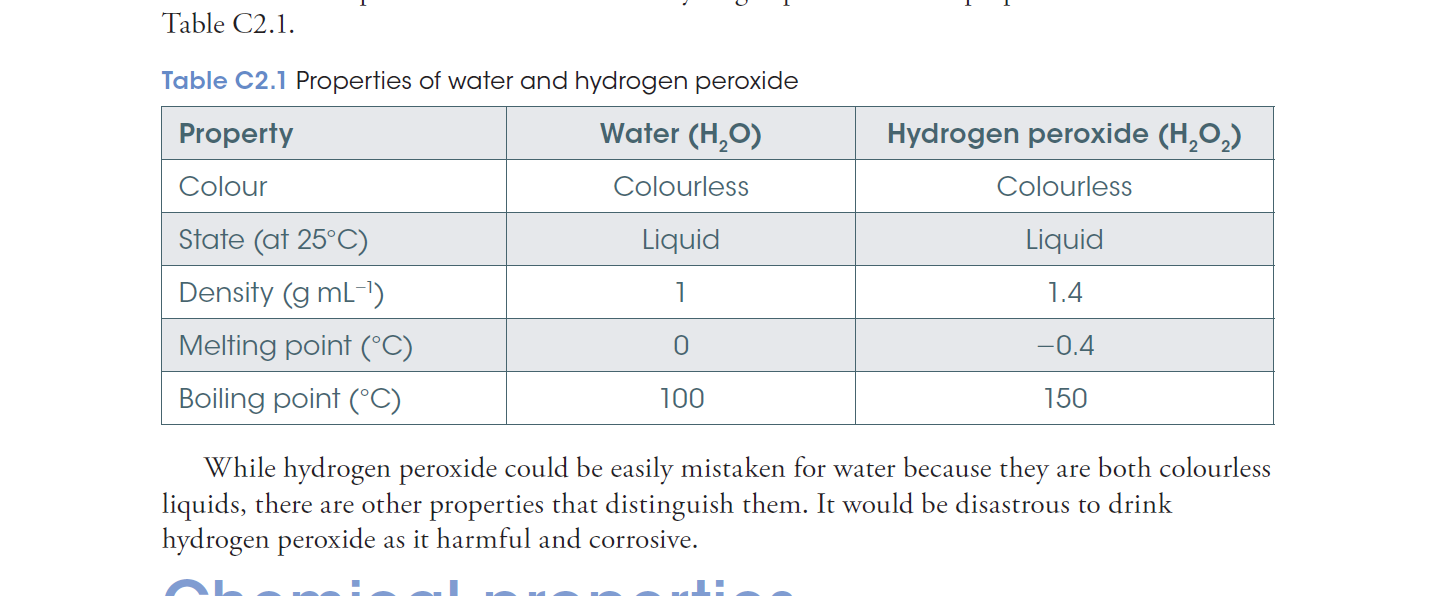 Table C2.1.
Table C2.1 Properties of water and hydrogen peroxide
Property Water (H₂O) Hydrogen peroxide (H₂O₂)
Colour Colourless Colourless
State (at 25°C) Liquid Liquid
Density (g mL⁻¹) 1 1.4
Melting point (°C) 0 −0.4
Boiling point (°C) 100 150
While hydrogen peroxide could be easily mistaken for water because they are both colourless
liquids, there are other properties that distinguish them. It would be disastrous to drink
hydrogen peroxide as it harmful and corrosive.
Chemical properties